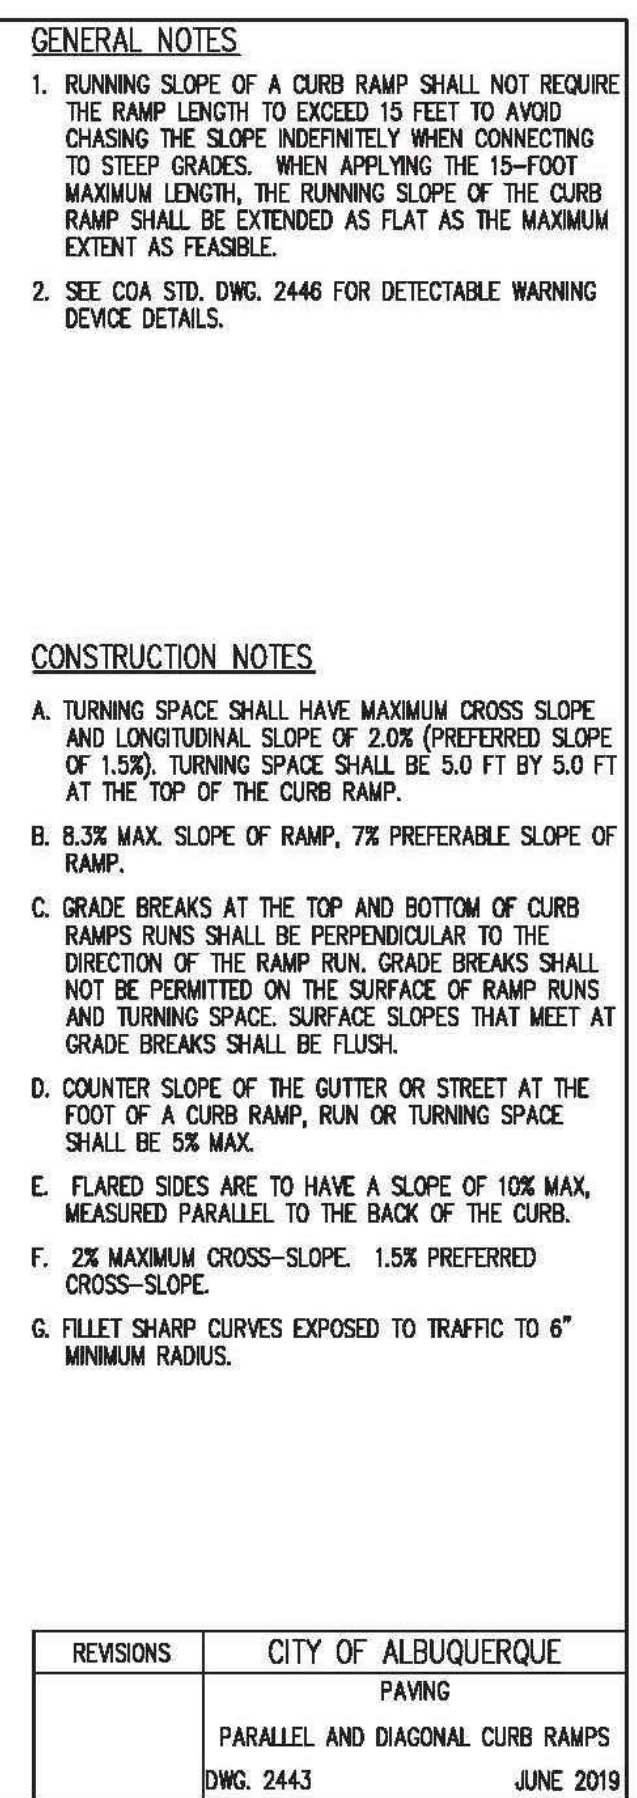 GENERAL NOTES
1. RUNNING SLOPE OF A CURB RAMP SHALL NOT REQUIRE
THE RAMP LENGTH TO EXCEED 15 FEET TO AVOID
CHASING THE SLOPE INDEFINITELY WHEN CONNECTING
TO STEEP GRADES. WHEN APPLYING THE 15-FOOT
MAXIMUM LENGTH, THE RUNNING SLOPE OF THE CURB
RAMP SHALL BE EXTENDED AS FLAT AS THE MAXIMUM
EXTENT AS FEASIBLE.
2. SEE COA STD. DWG. 2446 FOR DETECTABLE WARNING
DEVICE DETAILS.
CONSTRUCTION NOTES
A. TURNING SPACE SHALL HAVE MAXIMUM CROSS SLOPE
AND LONGITUDINAL SLOPE OF 2.0% (PREFERRED SLOPE
OF 1.5%). TURNING SPACE SHALL BE 5.0 FT BY 5.0 FT
AT THE TOP OF THE CURB RAMP.
B. 8.3% MAX. SLOPE OF RAMP, 7% PREFERABLE SLOPE OF
RAMP.
C. GRADE BREAKS AT THE TOP AND BOTTOM OF CURB
RAMPS RUNS SHALL BE PERPENDICULAR TO THE
DIRECTION OF THE RAMP RUN. GRADE BREAKS SHALL
NOT BE PERMITTED ON THE SURFACE OF RAMP RUNS
AND TURNING SPACE. SURFACE SLOPES THAT MEET AT
GRADE BREAKS SHALL BE FLUSH.
D. COUNTER SLOPE OF THE GUTTER OR STREET AT THE
FOOT OF A CURB RAMP, RUN OR TURNING SPACE
SHALL BE 5% MAX.
E. FLARED SIDES ARE TO HAVE A SLOPE OF 10% MAX,
MEASURED PARALLEL TO THE BACK OF THE CURB.
F. 2% MAXIMUM CROSS-SLOPE. 1.5% PREFERRED
CROSS-SLOPE.
G. FILLET SHARP CURVES EXPOSED TO TRAFFIC TO 6"
MINIMUM RADIUS.
REVISIONS
CITY OF ALBUQUERQUE
PAVING
PARALLEL AND DIAGONAL CURB RAMPS
DWG. 2443 JUNE 2019